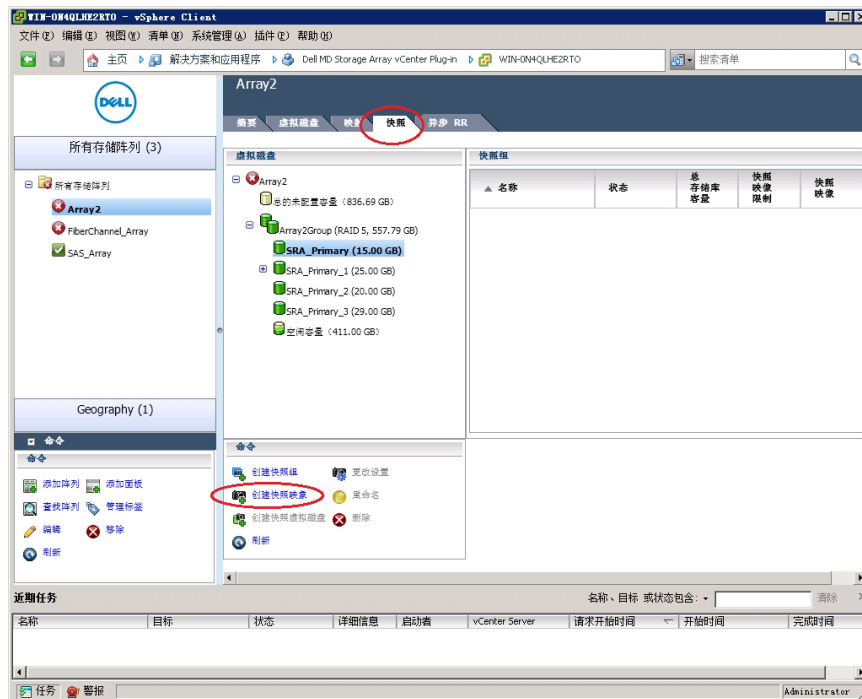 WIN-ON4QLHE2RTO - vSphere Client
文件(F) 编辑(E) 视图(V) 清单(N) 系统管理(A) 插件(P) 帮助(H)
主页 解决方案和应用程序 Dell MD Storage Array vCenter Plug-in WIN-ON4QLHE2RTO 搜索清单
DELL
所有存储阵列 (3)
所有存储阵列
Array2
FiberChannel_Array
SAS_Array
Geography (1)
命令
命令
添加阵列 添加面板
查找阵列 管理标签
编辑 移除
刷新
Array2
摘要 虚拟磁盘 映射 快照 异步 RR
虚拟磁盘
Array2
总的未配置容量 (836.69 GB)
Array2Group (RAID 5, 557.79 GB)
SRA_Primary (15.00 GB)
SRA_Primary_1 (25.00 GB)
SRA_Primary_2 (20.00 GB)
SRA_Primary_3 (29.00 GB)
空闲容量 (411.00 GB)
快照组
名称 状态 总存储库容量 快照映像限制 快照映像
命令
创建快照组 更改设置
创建快照映象 重命名
创建快照虚拟磁盘 删除
刷新
近期任务 名称、目标 或状态包含: 清除
名称 目标 状态 详细信息 启动者 vCenter Server 请求开始时间 开始时间 完成时间
任务 警报 Administrator